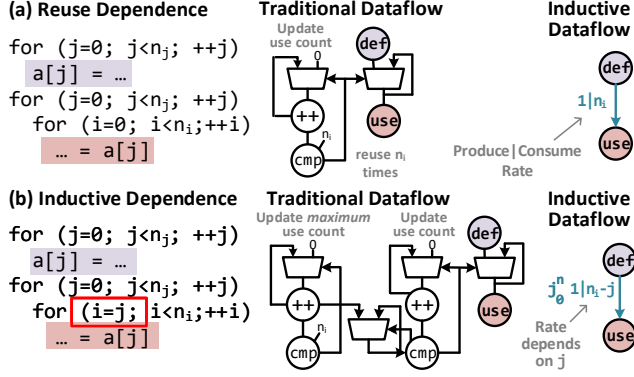 (a) Reuse Dependence
for (j=0; j<nj; ++j)
a[j] = …
for (j=0; j<nj; ++j)
for (i=0; i<ni;++i)
… = a[j]
Traditional Dataflow
Update
use count
0
def
++
use
ni
cmp
reuse ni
times
Inductive
Dataflow
def
1|ni
use
Produce|Consume
Rate
(b) Inductive Dependence
for (j=0; j<nj; ++j)
a[j] = …
for (j=0; j<nj; ++j)
for (i=j; i<ni;++i)
… = a[j]
Traditional Dataflow
Update maximum
use count
Update
use count
0
0
def
++
++
use
ni
cmp
cmp
Inductive
Dataflow
def
j n 0 1|ni-j
use
Rate
depends
on j